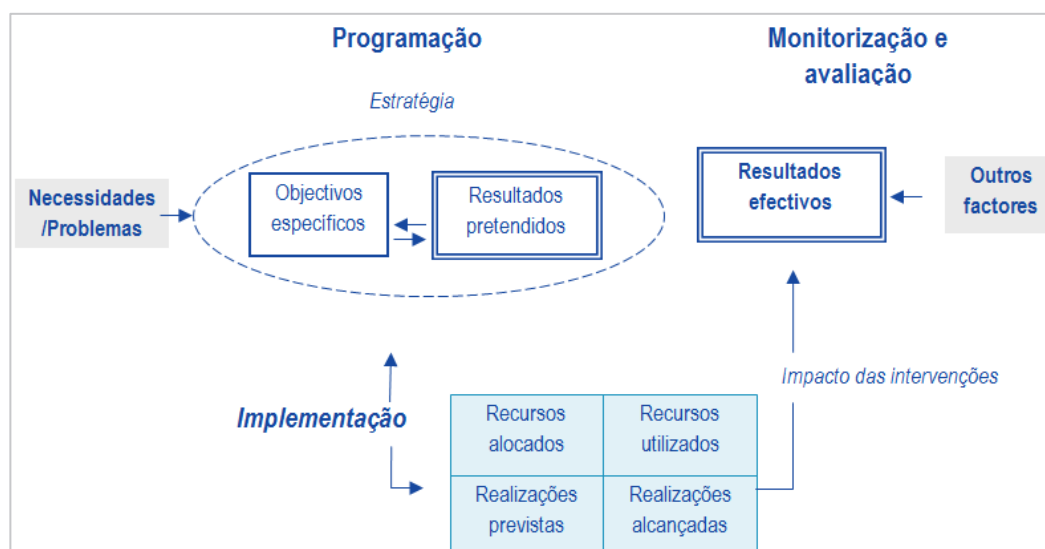 Programação
Monitorização e
avaliação
Estratégia
Necessidades
/Problemas
Objectivos
específicos
Resultados
pretendidos
Resultados
efectivos
Outros
factores
Impacto das intervenções
Implementação
Recursos
alocados
Recursos
utilizados
Realizações
previstas
Realizações
alcançadas